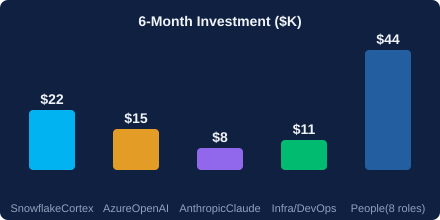 6-Month Investment ($K)
$44
$22
$15
$11
$8
SnowflakeCortex AzureOpenAI AnthropicClaude Infra/DevOps People(8 roles)